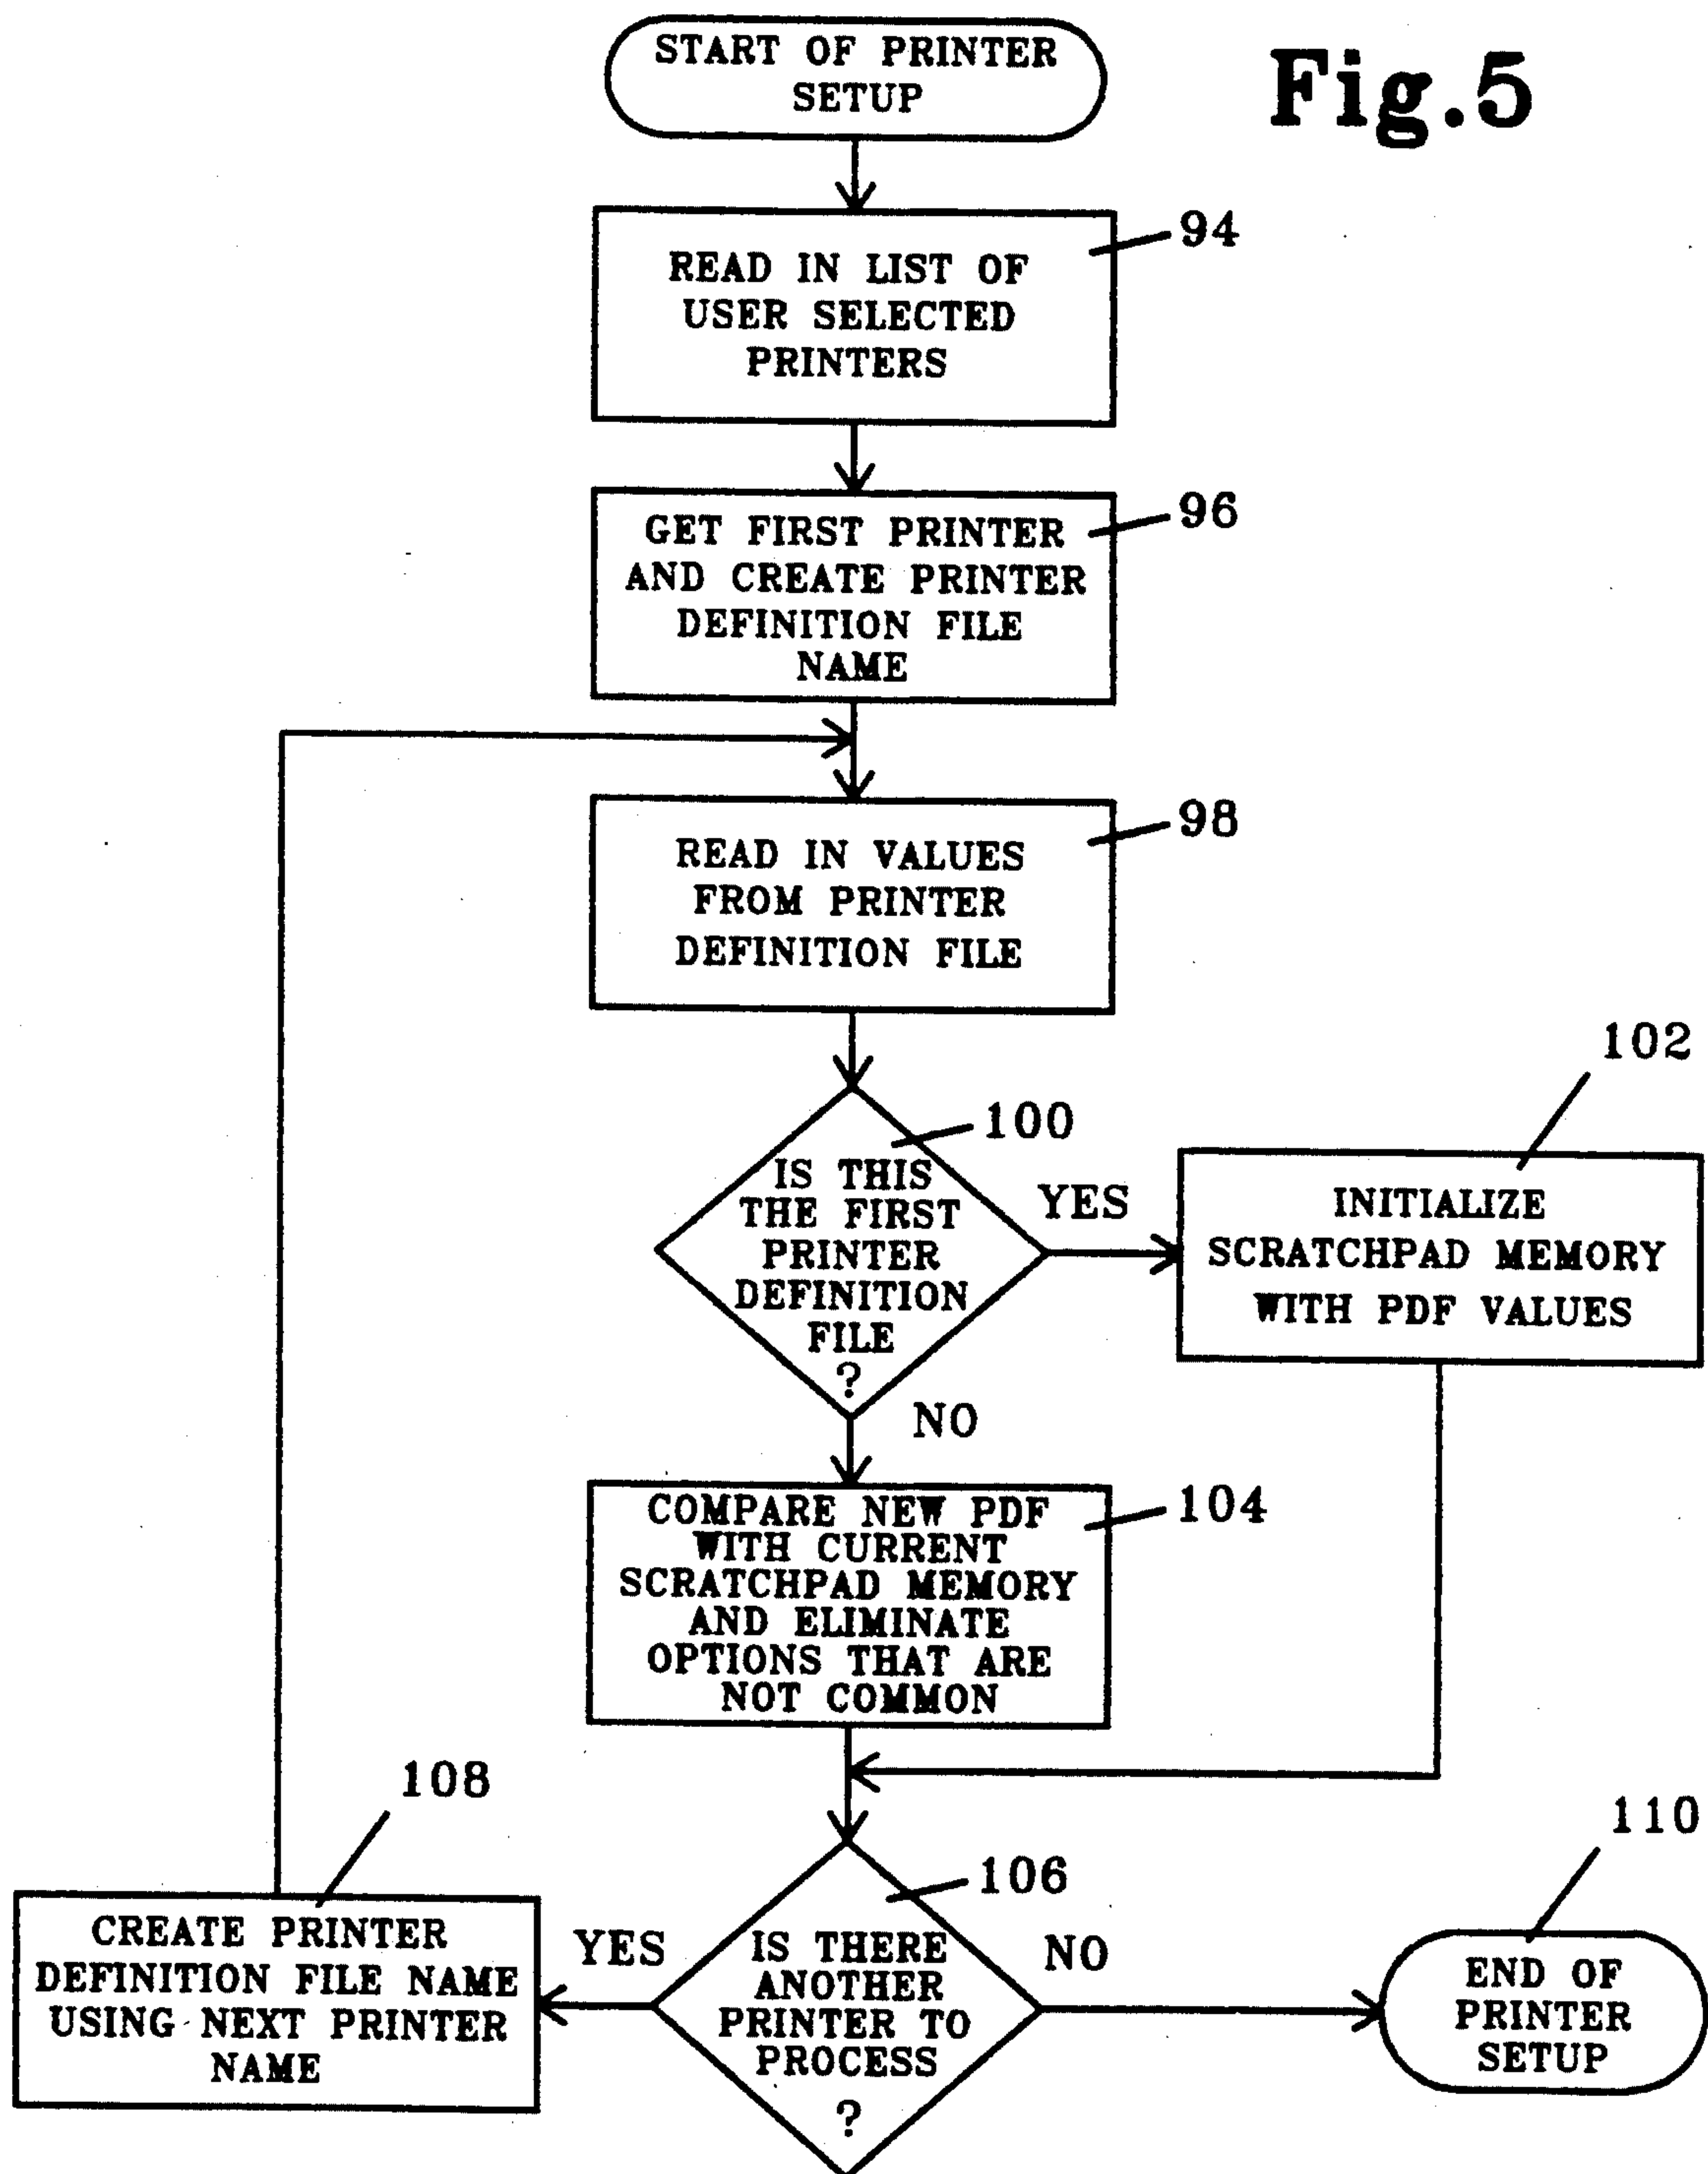 START OF PRINTER
SETUP
Fig.5
94
READ IN LIST OF
USER SELECTED
PRINTERS
96
GET FIRST PRINTER
AND CREATE PRINTER
DEFINITION FILE
NAME
98
READ IN VALUES
FROM PRINTER
DEFINITION FILE
100
IS THIS
THE FIRST
PRINTER
DEFINITION
FILE
?
YES
102
INITIALIZE
SCRATCHPAD MEMORY
WITH PDF VALUES
NO
104
COMPARE NEW PDF
WITH CURRENT
SCRATCHPAD MEMORY
AND ELIMINATE
OPTIONS THAT ARE
NOT COMMON
106
IS THERE
ANOTHER
PRINTER TO
PROCESS
?
YES
108
CREATE PRINTER
DEFINITION FILE NAME
USING NEXT PRINTER
NAME
NO
110
END OF
PRINTER
SETUP